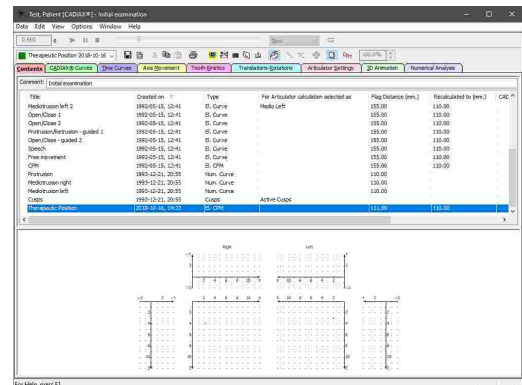 Test, Patient [CADIAX®] - Initial examination
Data Edit View Options Window Help
0.000
Therapeutic Position 2018-10-16
100.0%
Contents CADIAX® Curves Time Curves Axis Movement Tooth Kinetics Translations-Rotations Articulator Settings 3D Animation Numerical Analysis
Comment: Initial examination
Title Created on Type For Articulator calculation selected as Flag Distance (mm.) Recalculated to (mm.) CAD
Mediotrusion left 2 1992-05-15, 12:41 El. Curve Medio Left 155.00 110.00
Open/Close 1 1992-05-15, 12:41 El. Curve 155.00 110.00
Open/Close 2 1992-05-15, 12:41 El. Curve 155.00 110.00
Protrusion/Retrusion - guided 1 1992-05-15, 12:41 El. Curve 155.00 110.00
Open/Close - guided 2 1992-05-15, 12:41 El. Curve 155.00 110.00
Speech 1992-05-15, 12:41 El. Curve 155.00 110.00
Free movement 1992-05-15, 12:41 El. Curve 155.00 110.00
CPM 1992-05-15, 12:41 El. CPM 155.00 110.00
Protrusion 1993-12-21, 20:55 Num. Curve 110.00
Mediotrusion right 1993-12-21, 20:55 Num. Curve 110.00
Mediotrusion left 1993-12-21, 20:55 Num. Curve 110.00
Cusps 1993-12-21, 20:55 Cusps Active Cusps
Therapeutic Position 2018-10-16, 14:23 El. CPM 111.00 110.00
Right Left
For Help, press F1